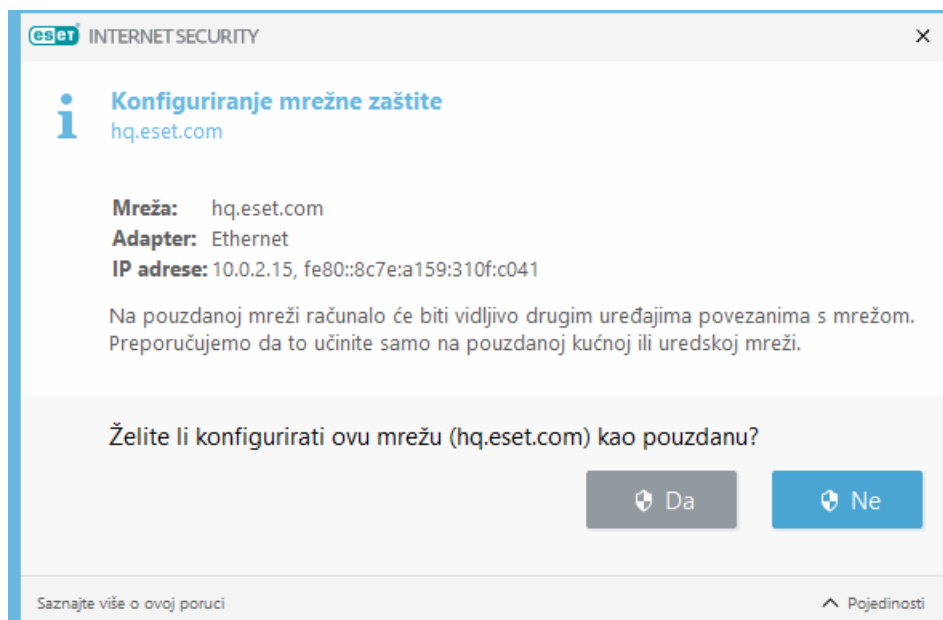 eset INTERNET SECURITY
Konfiguriranje mrežne zaštite
hq.eset.com
Mreža: hq.eset.com
Adapter: Ethernet
IP adrese: 10.0.2.15, fe80::8c7e:a159:310f:c041
Na pouzdanoj mreži računalo će biti vidljivo drugim uređajima povezanima s mrežom.
Preporučujemo da to učinite samo na pouzdanoj kućnoj ili uredskoj mreži.
Želite li konfigurirati ovu mrežu (hq.eset.com) kao pouzdanu?
Da Ne
Saznajte više o ovoj poruci Pojedinosti